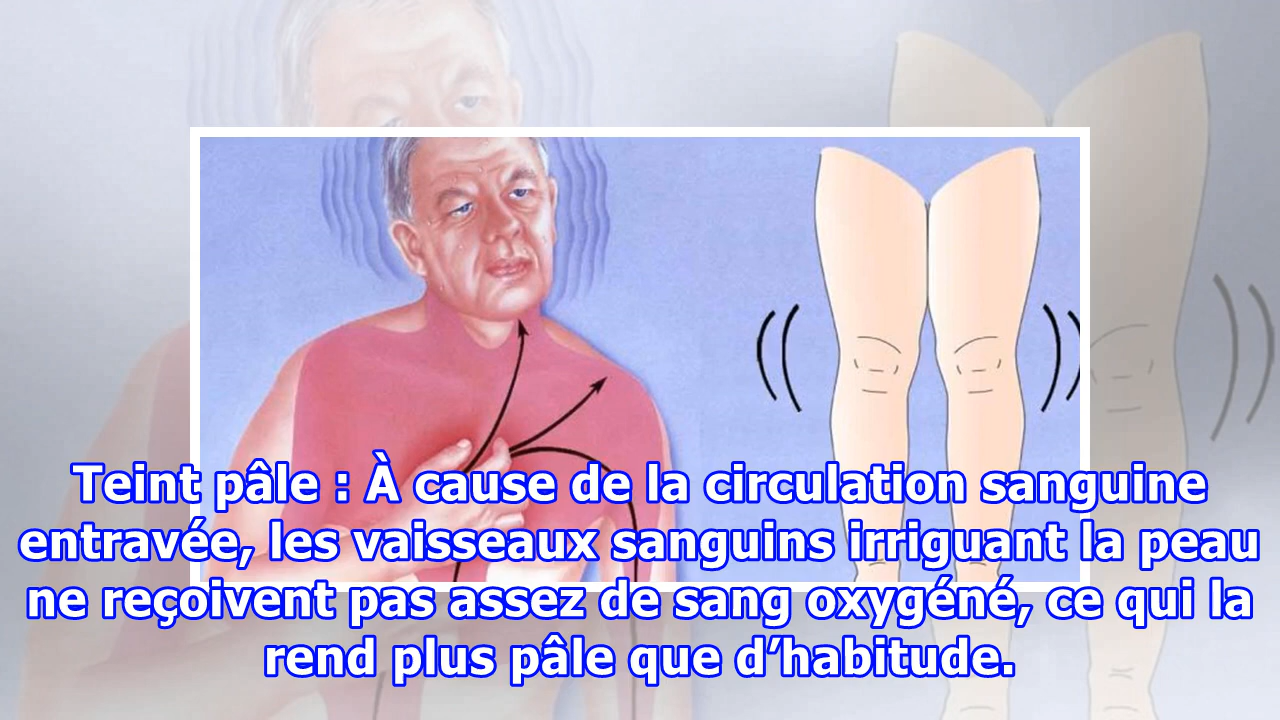 Teint pâle : À cause de la circulation sanguine
entravée, les vaisseaux sanguins irriguant la peau
ne reçoivent pas assez de sang oxygéné, ce qui la
rend plus pâle que d’habitude.